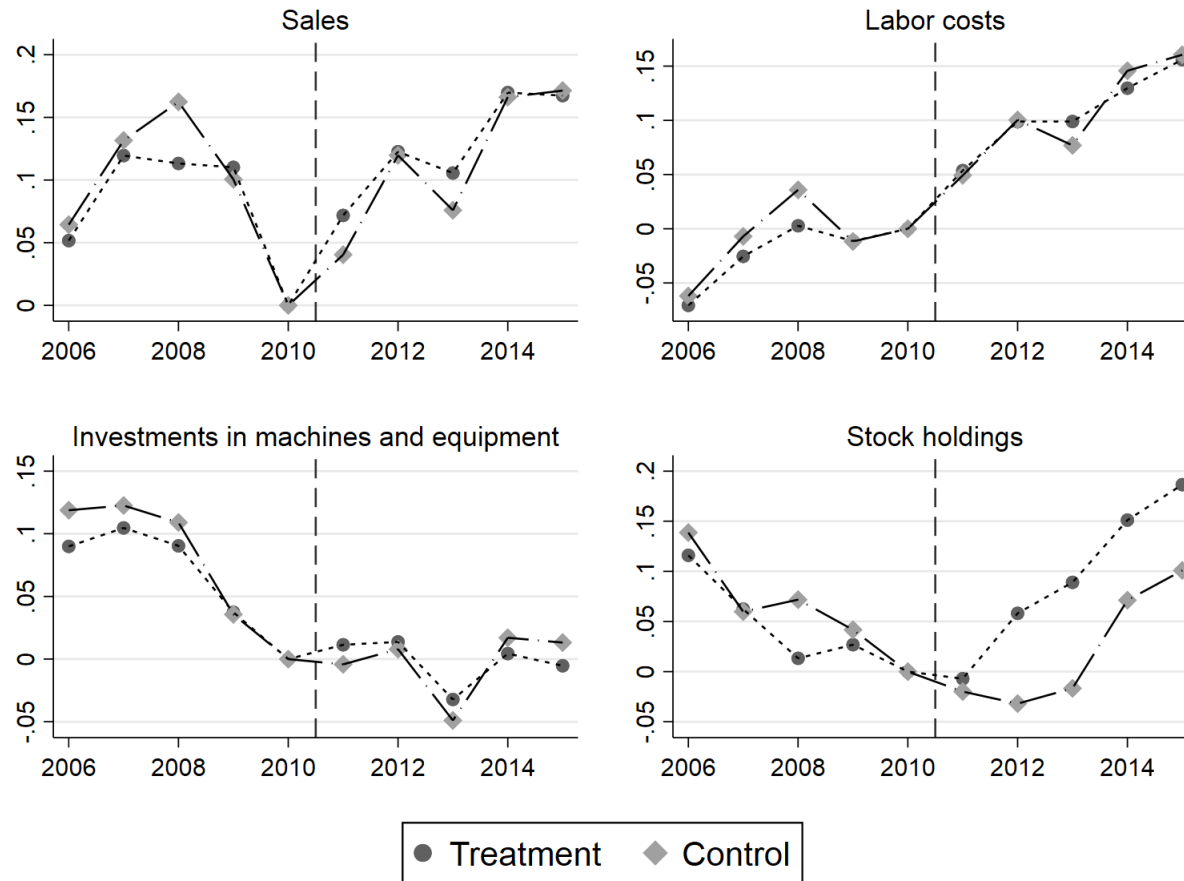 Sales
.2
.15
.1
.05
0
2006 2008 2010 2012 2014
Labor costs
.15
.1
.05
0
-.05
2006 2008 2010 2012 2014
Investments in machines and equipment
.15
.1
.05
0
-.05
2006 2008 2010 2012 2014
Stock holdings
.2
.15
.1
.05
0
-.05
2006 2008 2010 2012 2014
Treatment Control